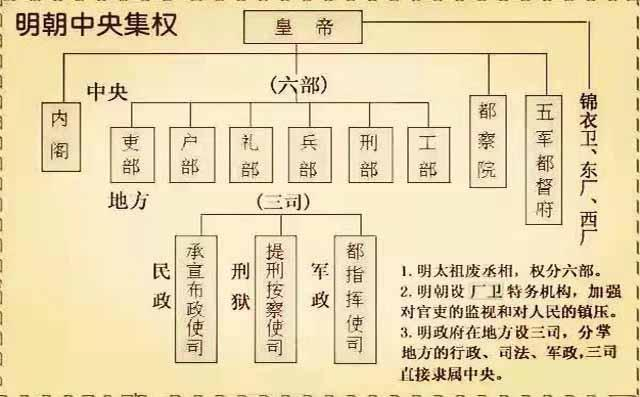 明朝中央集权
皇帝
中央
(六部)
内阁
吏部
户部
礼部
兵部
刑部
工部
都察院
五军都督府
锦衣卫、东厂、西厂
地方
(三司)
民政
承宣布政使司
刑狱
提刑按察使司
军政
都指挥使司
1. 明太祖废丞相，权分六部。
2. 明朝设 厂卫 特务机构，加强
对官吏的监视和对人民的镇压。
3. 明政府在地方设三司，分掌
地方的行政、司法、军政，三司
直接隶属中央。